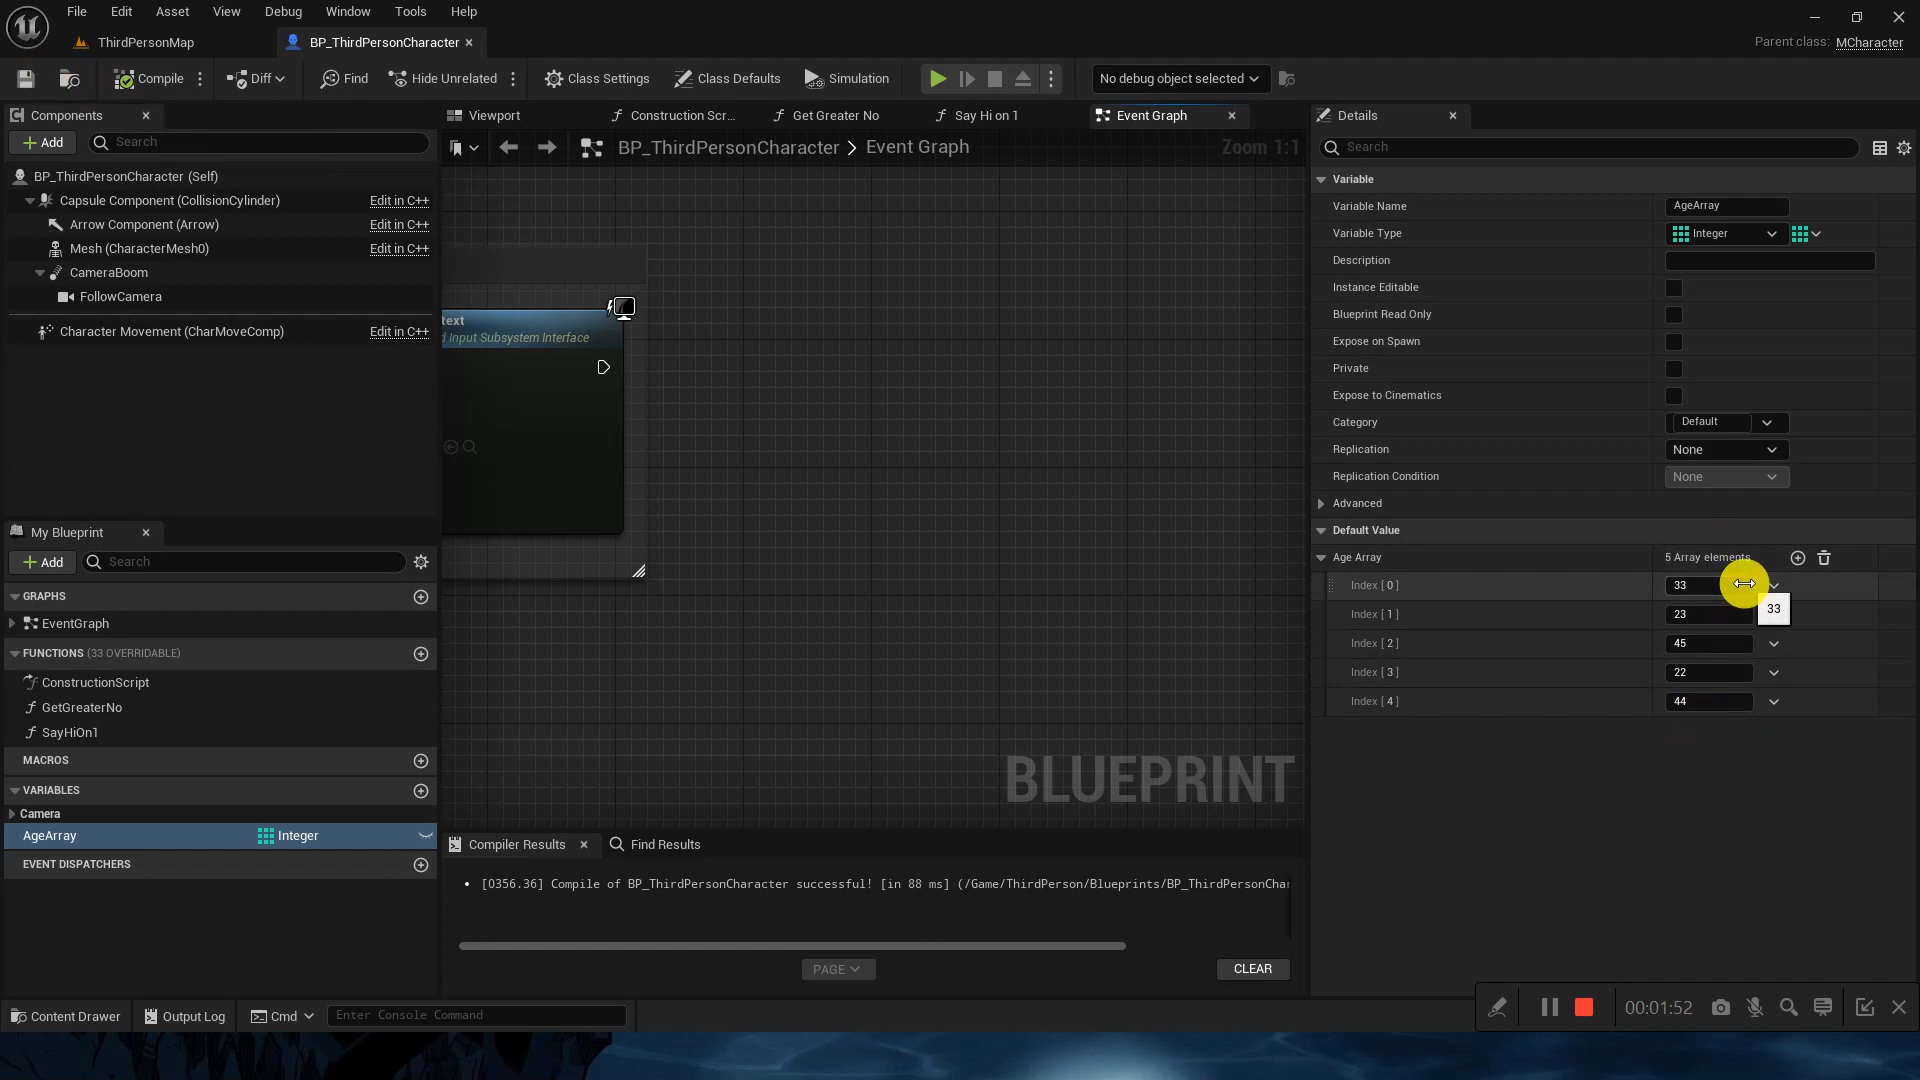 File Edit Asset View Debug Window Tools Help
ThirdPersonMap
BP_ThirdPersonCharacter
Parent class: MCharacter
Compile
Diff
Find
Hide Unrelated
Class Settings
Class Defaults
Simulation
No debug object selected
Components
Add
Search
BP_ThirdPersonCharacter (Self)
Capsule Component (CollisionCylinder) Edit in C++
Arrow Component (Arrow) Edit in C++
Mesh (CharacterMesh0) Edit in C++
CameraBoom
FollowCamera
Character Movement (CharMoveComp) Edit in C++
My Blueprint
Add
Search
GRAPHS
EventGraph
FUNCTIONS (33 OVERRIDABLE)
ConstructionScript
GetGreaterNo
SayHiOn1
MACROS
VARIABLES
Camera
AgeArray Integer
EVENT DISPATCHERS
Viewport
Construction Scr...
Get Greater No
Say Hi on 1
Event Graph
BP_ThirdPersonCharacter > Event Graph
Zoom 1:1
text
d Input Subsystem Interface
BLUEPRINT
Compiler Results
Find Results
[0356.36] Compile of BP_ThirdPersonCharacter successful! [in 88 ms] (/Game/ThirdPerson/Blueprints/BP_ThirdPersonChar
PAGE
CLEAR
Details
Search
Variable
Variable Name AgeArray
Variable Type Integer
Description
Instance Editable
Blueprint Read Only
Expose on Spawn
Private
Expose to Cinematics
Category Default
Replication None
Replication Condition None
Advanced
Default Value
Age Array 5 Array elements
Index [ 0 ] 33
33
Index [ 1 ] 23
Index [ 2 ] 45
Index [ 3 ] 22
Index [ 4 ] 44
Content Drawer
Output Log
Cmd
Enter Console Command
00:01:52